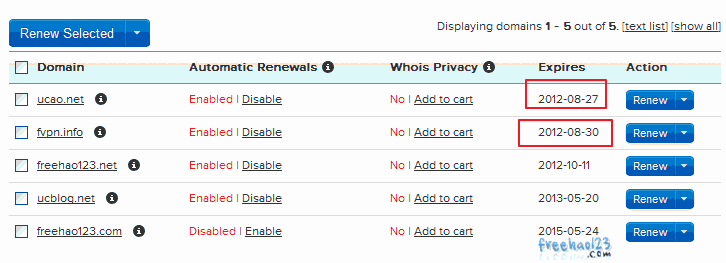 Renew Selected
Displaying domains 1 - 5 out of 5. [text list] [show all]
Domain Automatic Renewals Whois Privacy Expires Action
ucao.net Enabled | Disable No | Add to cart 2012-08-27 Renew
fvpn.info Enabled | Disable No | Add to cart 2012-08-30 Renew
freehao123.net Enabled | Disable No | Add to cart 2012-10-11 Renew
ucblog.net Enabled | Disable No | Add to cart 2013-05-20 Renew
freehao123.com Disabled | Enable No | Add to cart 2015-05-24 Renew
freehao123
.com